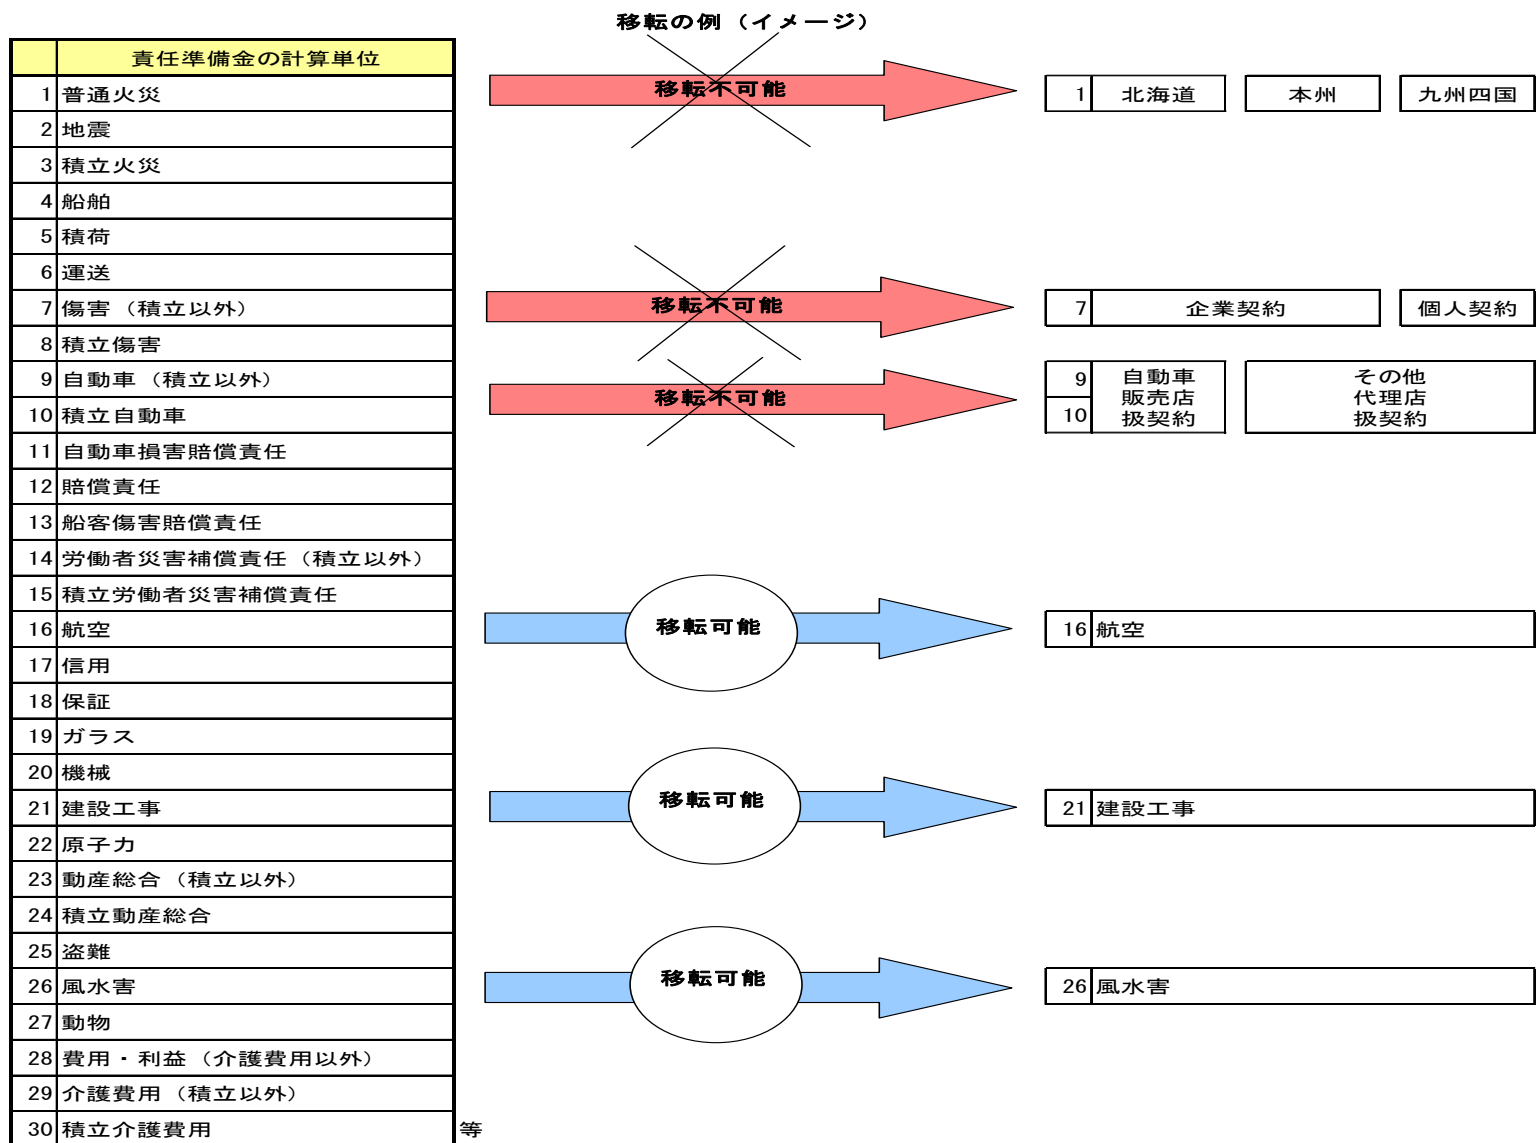 移転の例（イメージ）
責任準備金の計算単位
1 普通火災
移転不可能
1 北海道 本州 九州四国
2 地震
3 積立火災
4 船舶
5 積荷
6 運送
7 傷害（積立以外）
移転不可能
7 企業契約 個人契約
8 積立傷害
9 自動車（積立以外）
10 積立自動車
移転不可能
9
10
自動車
販売店
扱契約
その他
代理店
扱契約
11 自動車損害賠償責任
12 賠償責任
13 船客傷害賠償責任
14 労働者災害補償責任（積立以外）
15 積立労働者災害補償責任
16 航空
移転可能
16 航空
17 信用
18 保証
19 ガラス
20 機械
21 建設工事
移転可能
21 建設工事
22 原子力
23 動産総合（積立以外）
24 積立動産総合
25 盗難
26 風水害
移転可能
26 風水害
27 動物
28 費用・利益（介護費用以外）
29 介護費用（積立以外）
30 積立介護費用 等